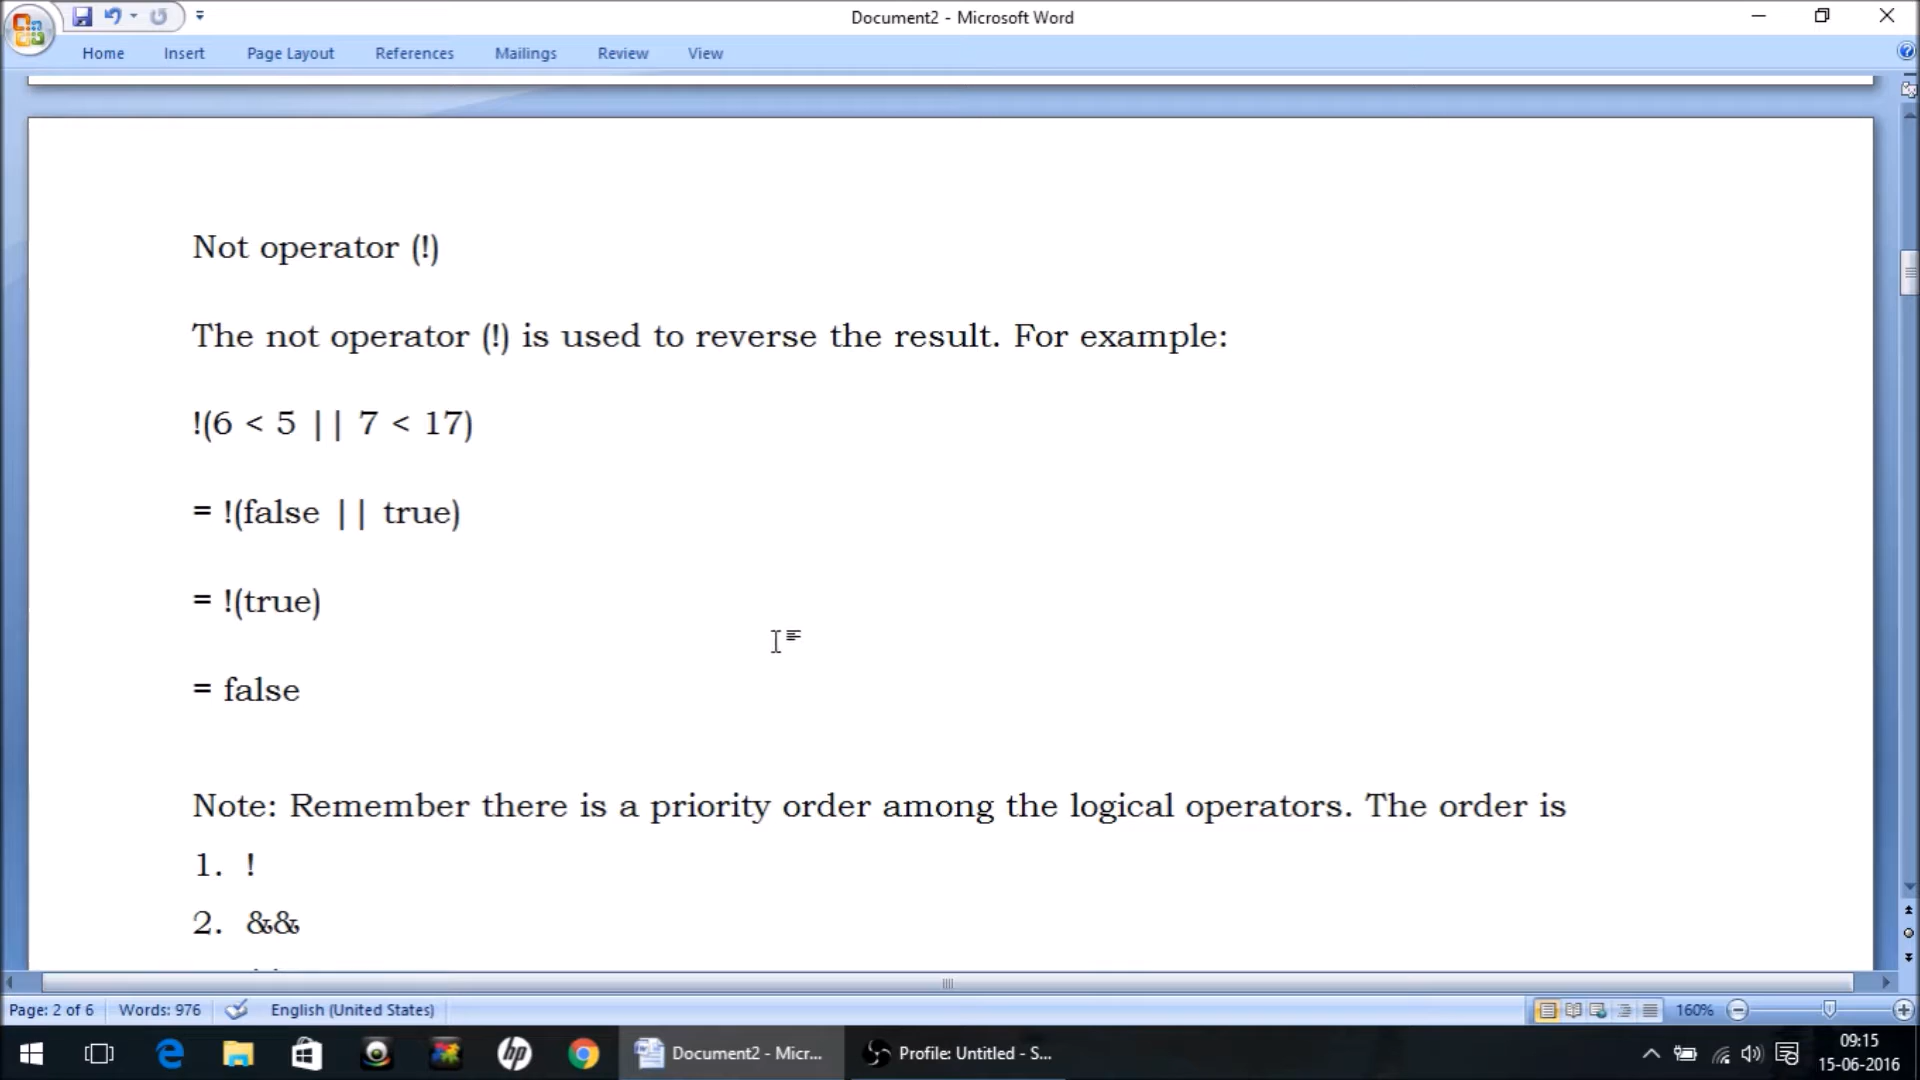 Document2 - Microsoft Word
Home Insert Page Layout References Mailings Review View
Not operator (!)
The not operator (!) is used to reverse the result. For example:
!(6 < 5 || 7 < 17)
= !(false || true)
= !(true)
= false
Note: Remember there is a priority order among the logical operators. The order is
1. !
2. &&
Page: 2 of 6 Words: 976 English (United States) 160%
Document2 - Micr... Profile: Untitled - S...
09:15
15-06-2016